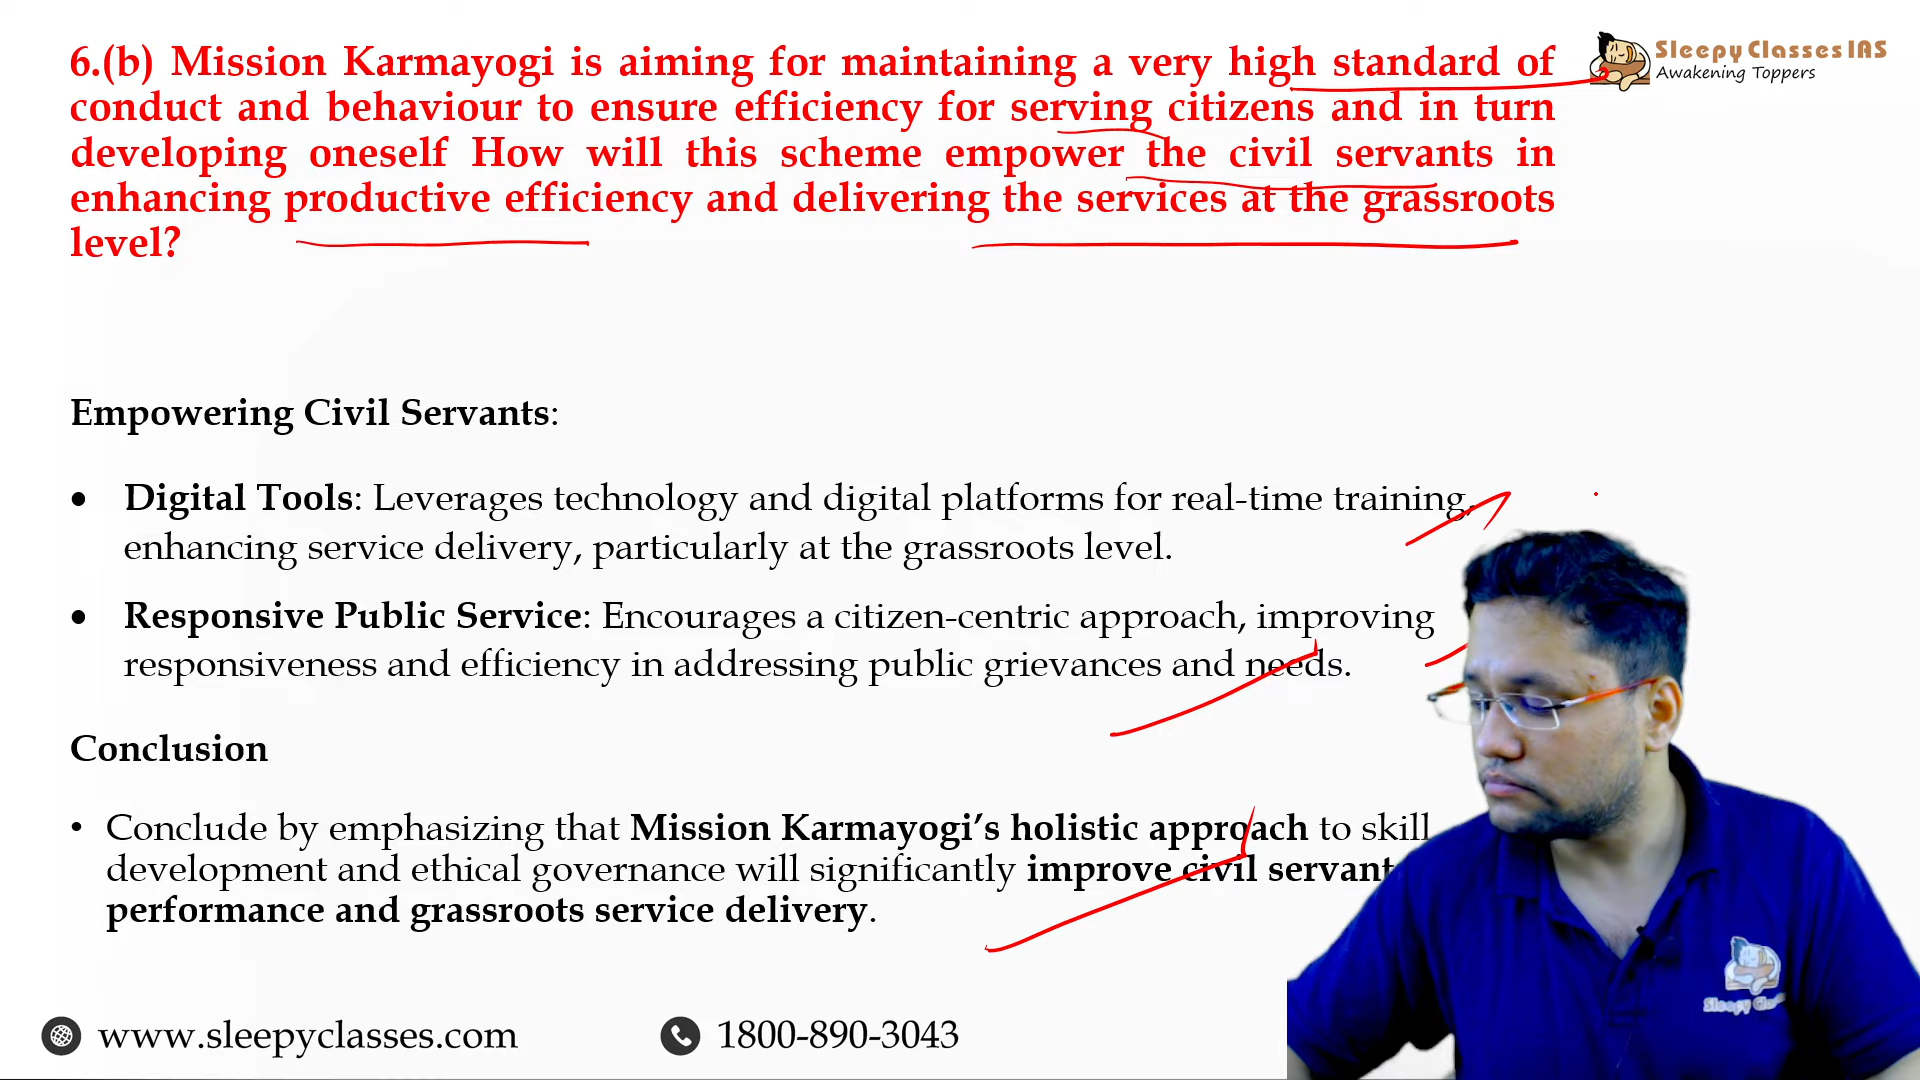 6.(b) Mission Karmayogi is aiming for maintaining a very high standard of
conduct and behaviour to ensure efficiency for serving citizens and in turn
developing oneself How will this scheme empower the civil servants in
enhancing productive efficiency and delivering the services at the grassroots
level?
Sleepy Classes IAS
Awakening Toppers
Empowering Civil Servants:
• Digital Tools: Leverages technology and digital platforms for real-time training,
enhancing service delivery, particularly at the grassroots level.
• Responsive Public Service: Encourages a citizen-centric approach, improving
responsiveness and efficiency in addressing public grievances and needs.
Conclusion
• Conclude by emphasizing that Mission Karmayogi's holistic approach to skill
development and ethical governance will significantly improve civil servant
performance and grassroots service delivery.
www.sleepyclasses.com
1800-890-3043
Sleepy